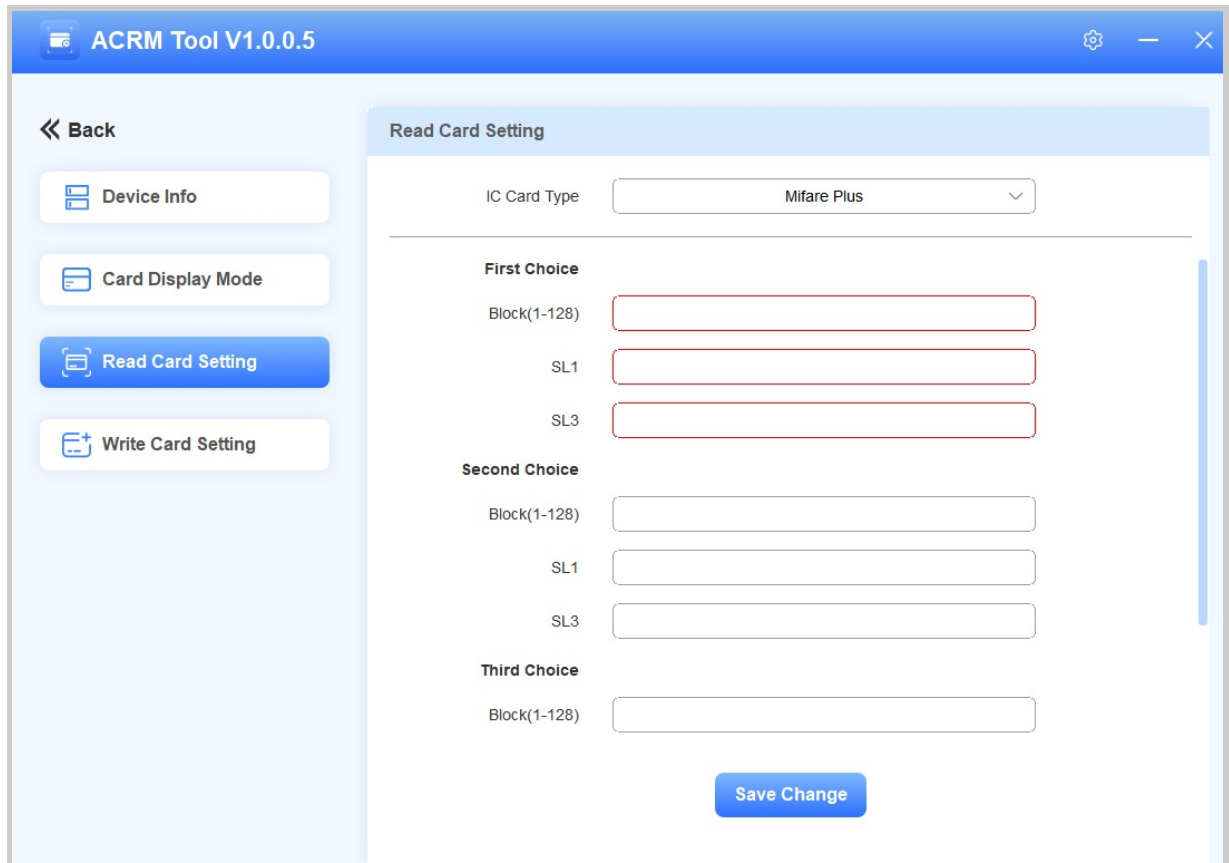 ACRM Tool V1.0.0.5
Back
Device Info
Card Display Mode
Read Card Setting
Write Card Setting
Read Card Setting
IC Card Type Mifare Plus
First Choice
Block(1-128)
SL1
SL3
Second Choice
Block(1-128)
SL1
SL3
Third Choice
Block(1-128)
Save Change